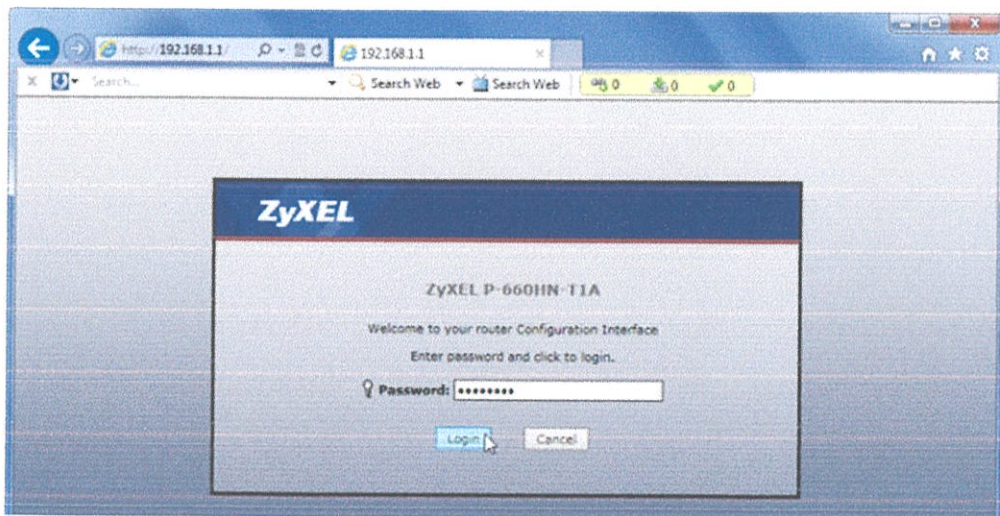 http://192.168.1.1/
192.168.1.1
Search...
Search Web
Search Web
0
0
0
ZyXEL
ZyXEL P-660HN-T1A
Welcome to your router Configuration Interface
Enter password and click to login.
Password: ••••••••
Login
Cancel